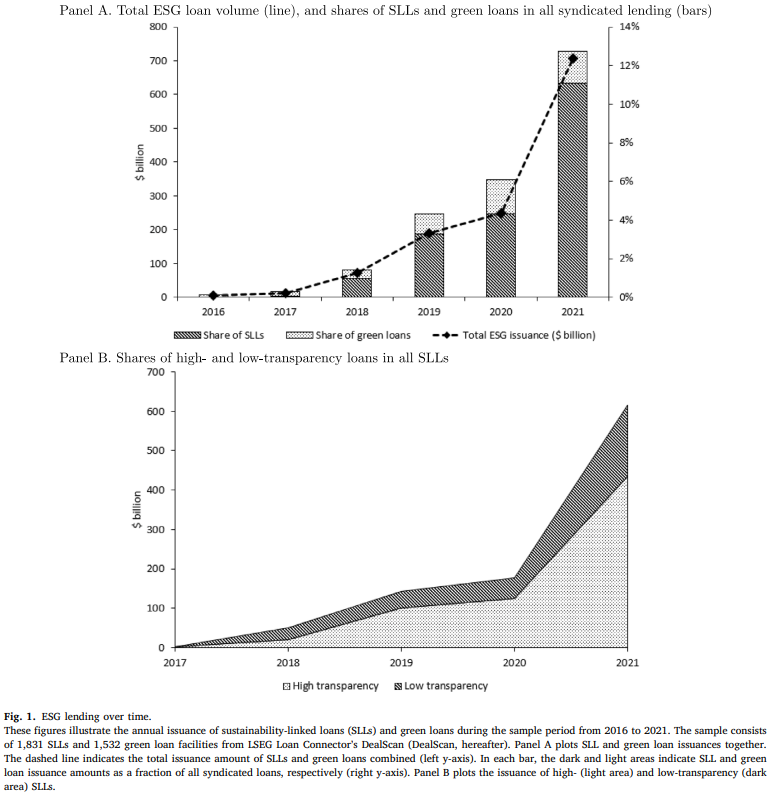 Panel A. Total ESG loan volume (line), and shares of SLLs and green loans in all syndicated lending (bars)
800 14%
700 12%
600 10%
500 8%
400 6%
300 4%
200 2%
100 0%
0
$ billion
2016 2017 2018 2019 2020 2021
Share of SLLs Share of green loans Total ESG issuance ($ billion)
Panel B. Shares of high- and low-transparency loans in all SLLs
700
600
500
400
300
200
100
0
$ billion
2017 2018 2019 2020 2021
High transparency Low transparency
Fig. 1. ESG lending over time.
These figures illustrate the annual issuance of sustainability-linked loans (SLLs) and green loans during the sample period from 2016 to 2021. The sample consists
of 1,831 SLLs and 1,532 green loan facilities from LSEG Loan Connector's DealScan (DealScan, hereafter). Panel A plots SLL and green loan issuances together.
The dashed line indicates the total issuance amount of SLLs and green loans combined (left y-axis). In each bar, the dark and light areas indicate SLL and green
loan issuance amounts as a fraction of all syndicated loans, respectively (right y-axis). Panel B plots the issuance of high- (light area) and low-transparency (dark
area) SLLs.